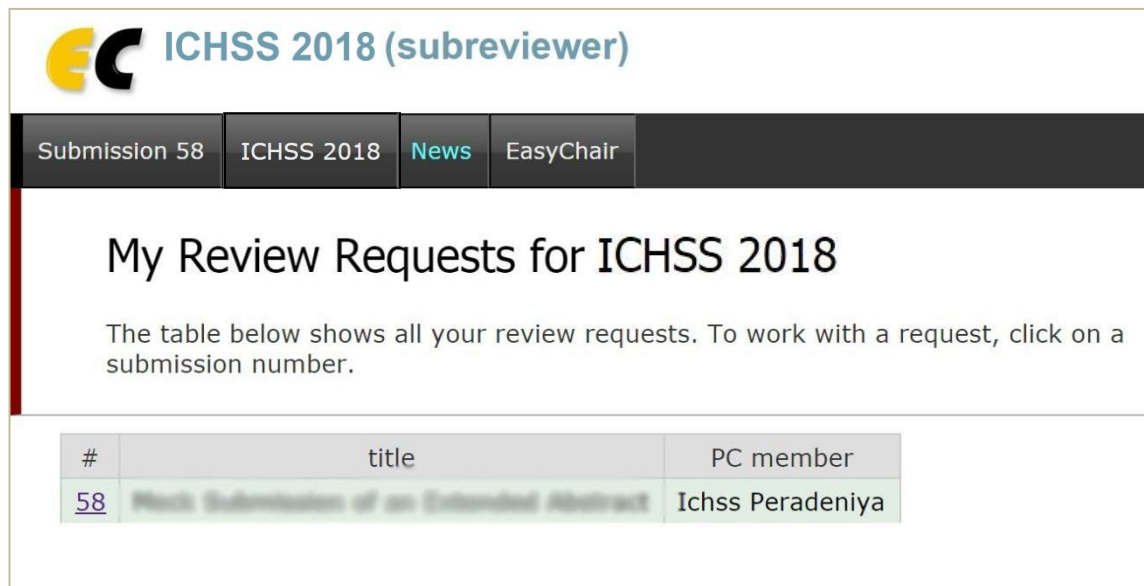 EC ICHSS 2018 (subreviewer)
Submission 58 ICHSS 2018 News EasyChair
My Review Requests for ICHSS 2018
The table below shows all your review requests. To work with a request, click on a
submission number.
# title PC member
58 Ichss Peradeniya